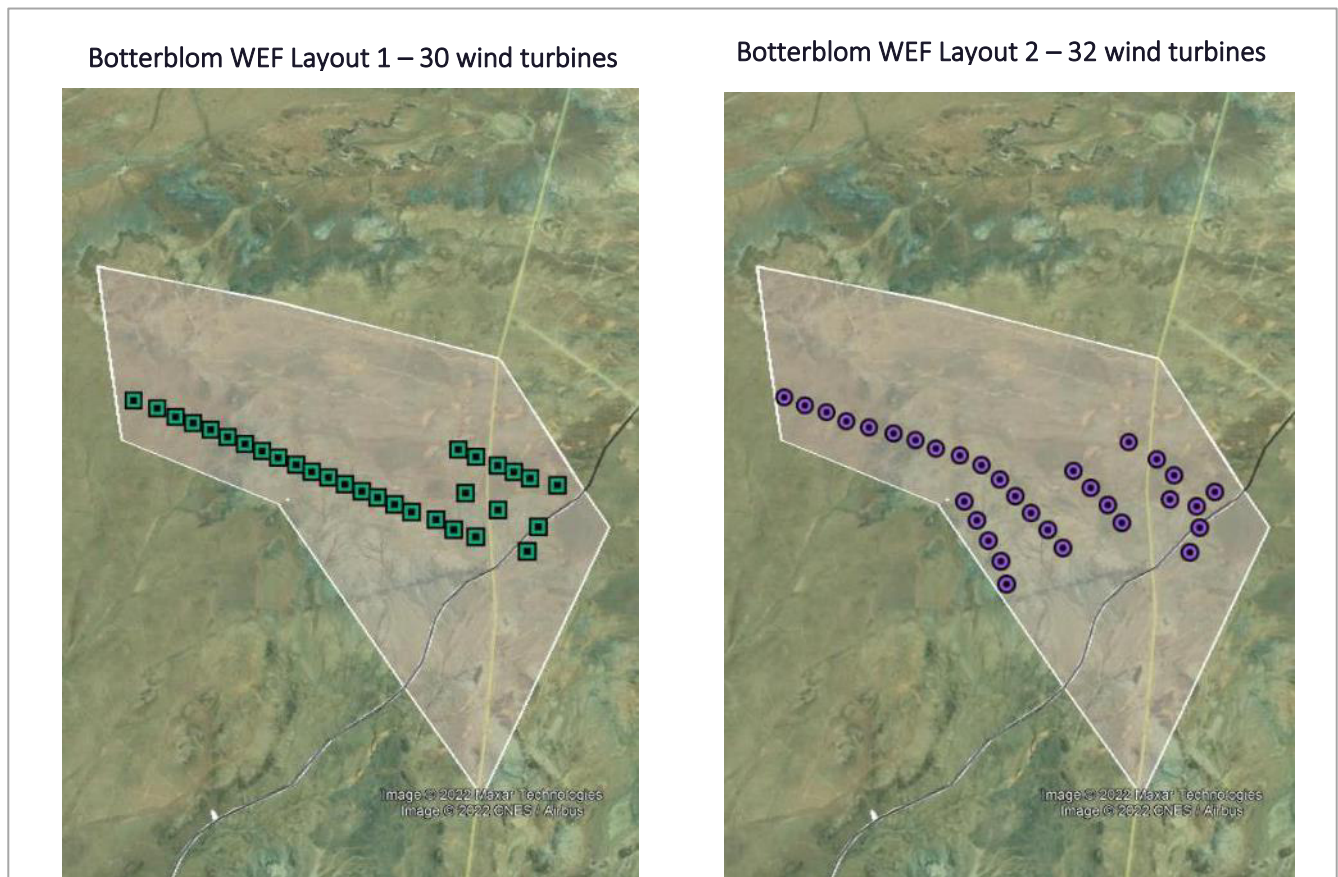 Botterblom WEF Layout 1 – 30 wind turbines
Botterblom WEF Layout 2 – 32 wind turbines
Image © 2022 Maxar Technologies
Image © 2022 CNES / Airbus
Image © 2022 Maxar Technologies
Image © 2022 CNES / Airbus